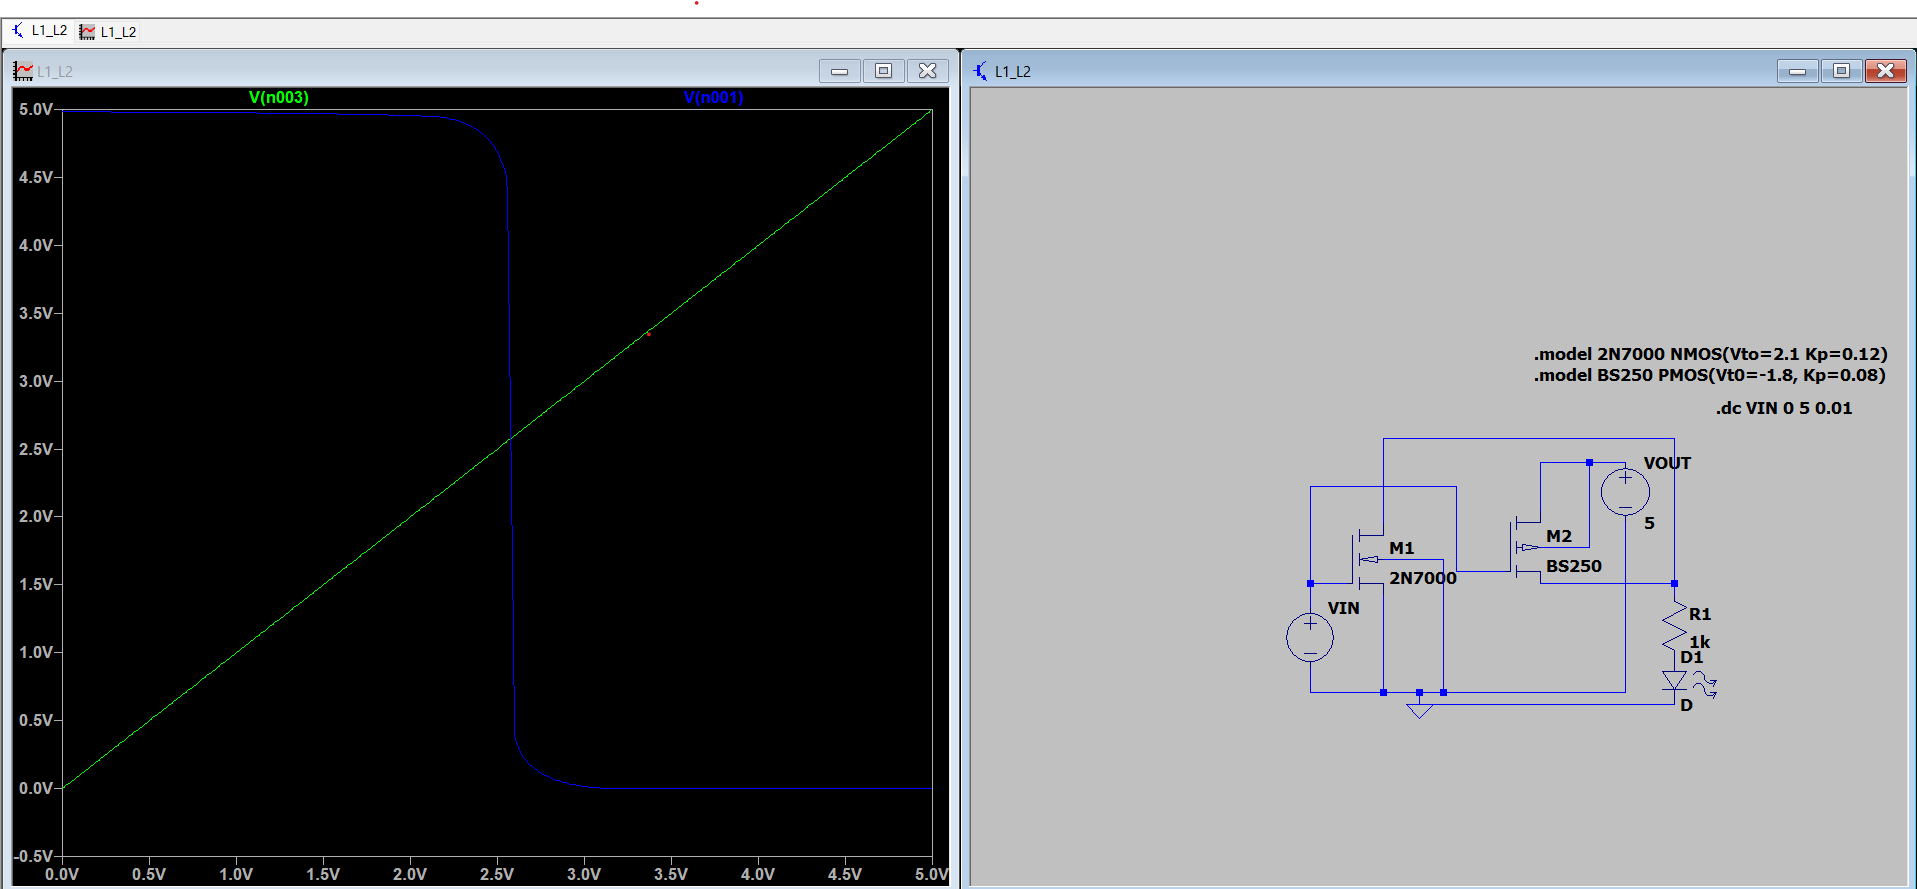 L1_L2 L1_L2
L1_L2
V(n003) V(n001)
5.0V
4.5V
4.0V
3.5V
3.0V
2.5V
2.0V
1.5V
1.0V
0.5V
0.0V
-0.5V
0.0V 0.5V 1.0V 1.5V 2.0V 2.5V 3.0V 3.5V 4.0V 4.5V 5.0V
L1_L2
.model 2N7000 NMOS(Vto=2.1 Kp=0.12)
.model BS250 PMOS(Vt0=-1.8, Kp=0.08)
.dc VIN 0 5 0.01
VOUT
5
M2
BS250
M1
2N7000
VIN
R1
1k
D1
D